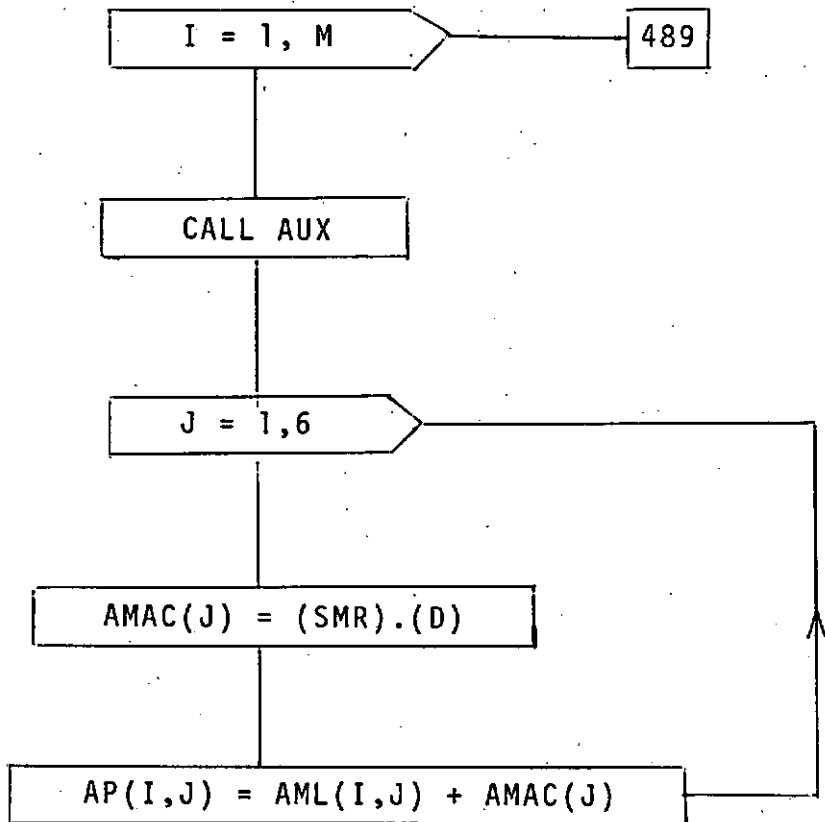 I = 1, M
489
CALL AUX
J = 1,6
AMAC(J) = (SMR).(D)
AP(I,J) = AML(I,J) + AMAC(J)